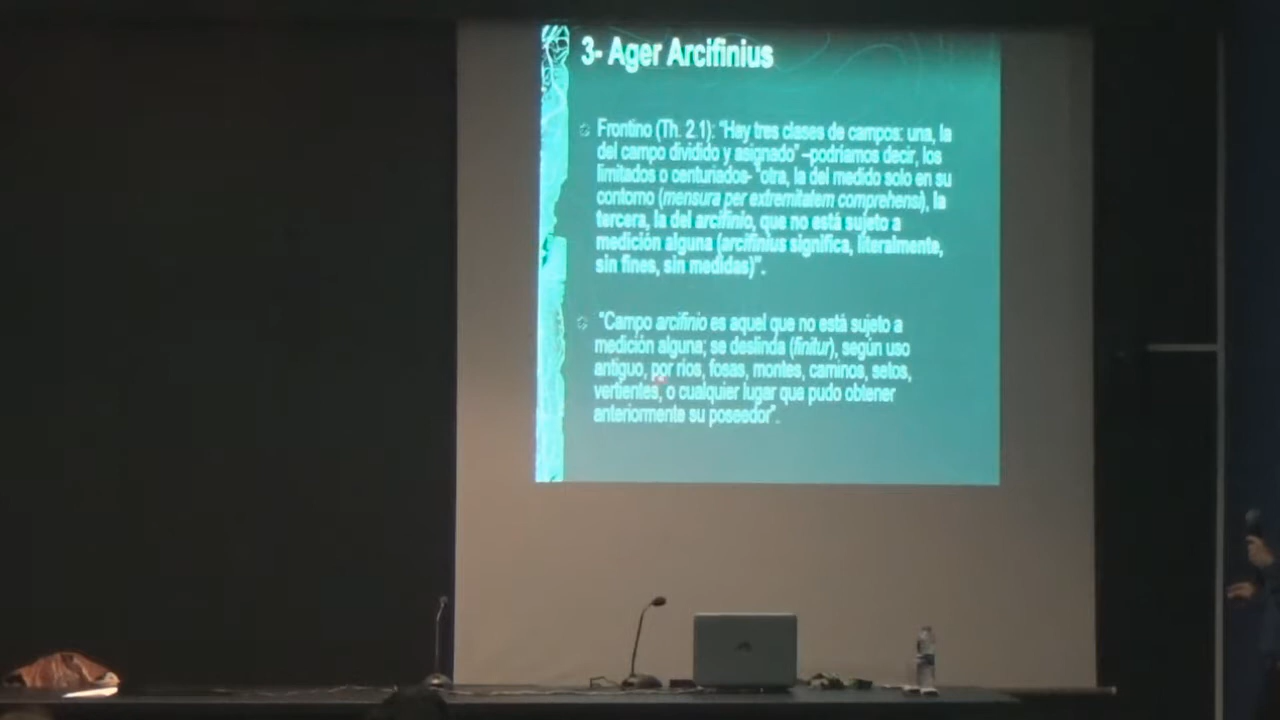 3- Ager Arcifinius
Frontino (Th. 2.1): "Hay tres clases de campos: una, la
del campo dividido y asignado" –podríamos decir, los
limitados o centuriados- "otra, la del medido solo en su
contorno (mensura per extremitatem comprehensi), la
tercera, la del arcifinio, que no está sujeto a
medición alguna (arcifinius significa, literalmente,
sin fines, sin medidas)".
"Campo arcifinio es aquel que no está sujeto a
medición alguna; se deslinda (finitur), según uso
antiguo, por ríos, fosas, montes, caminos, setos,
vertientes, o cualquier lugar que pudo obtener
anteriormente su poseedor".